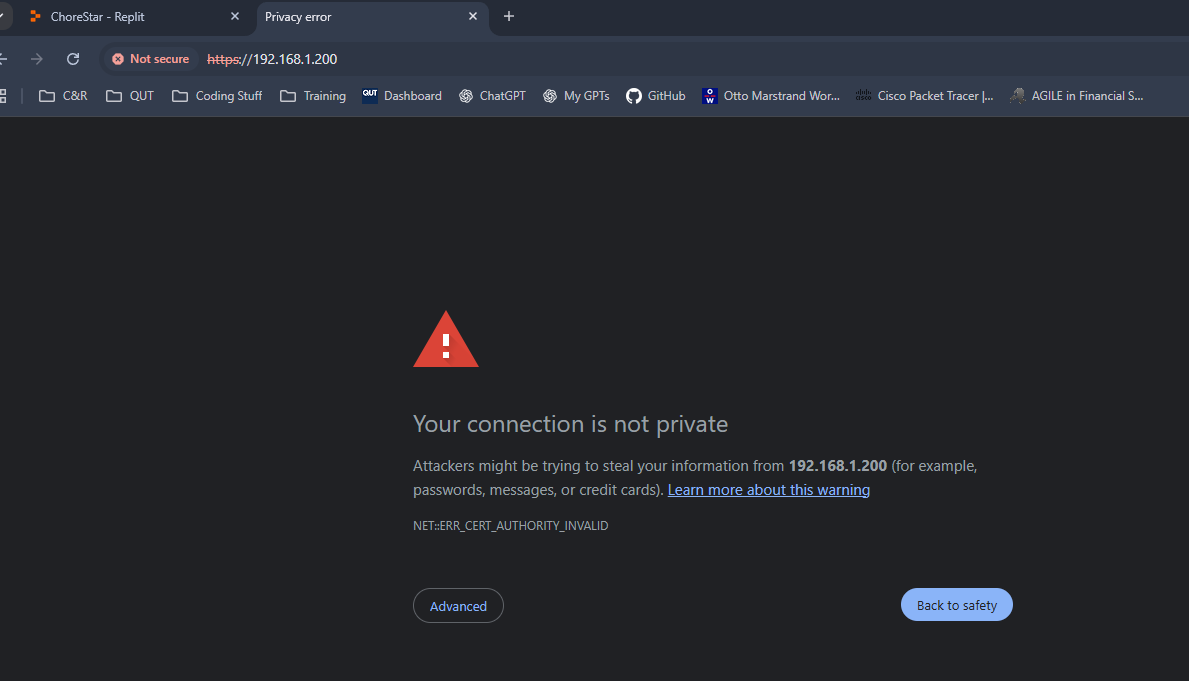 ChoreStar - Replit
Privacy error
Not secure
https://192.168.1.200
C&R
QUT
Coding Stuff
Training
QUT
Dashboard
ChatGPT
My GPTs
GitHub
O
W
Otto Marstrand Wor...
cisco
Cisco Packet Tracer |...
AGILE in Financial S...
!
Your connection is not private
Attackers might be trying to steal your information from 192.168.1.200 (for example,
passwords, messages, or credit cards). Learn more about this warning
NET::ERR_CERT_AUTHORITY_INVALID
Advanced
Back to safety